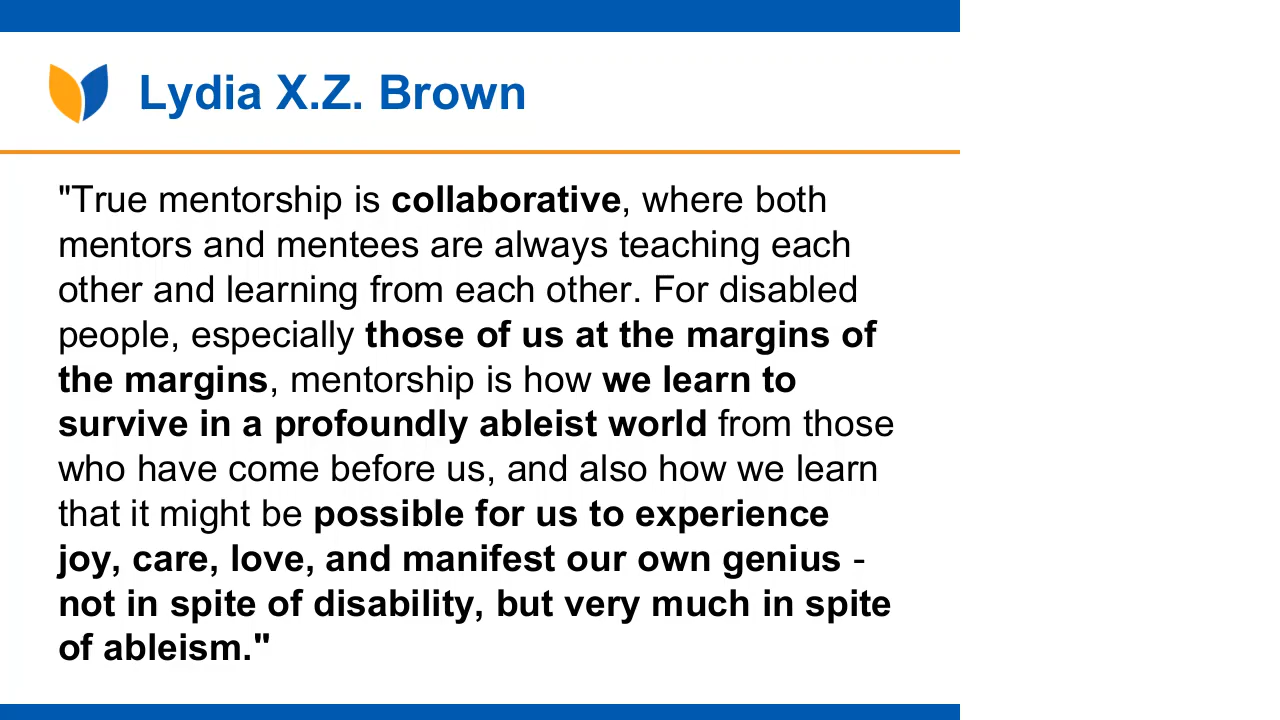 Lydia X.Z. Brown
"True mentorship is collaborative, where both
mentors and mentees are always teaching each
other and learning from each other. For disabled
people, especially those of us at the margins of
the margins, mentorship is how we learn to
survive in a profoundly ableist world from those
who have come before us, and also how we learn
that it might be possible for us to experience
joy, care, love, and manifest our own genius -
not in spite of disability, but very much in spite
of ableism."